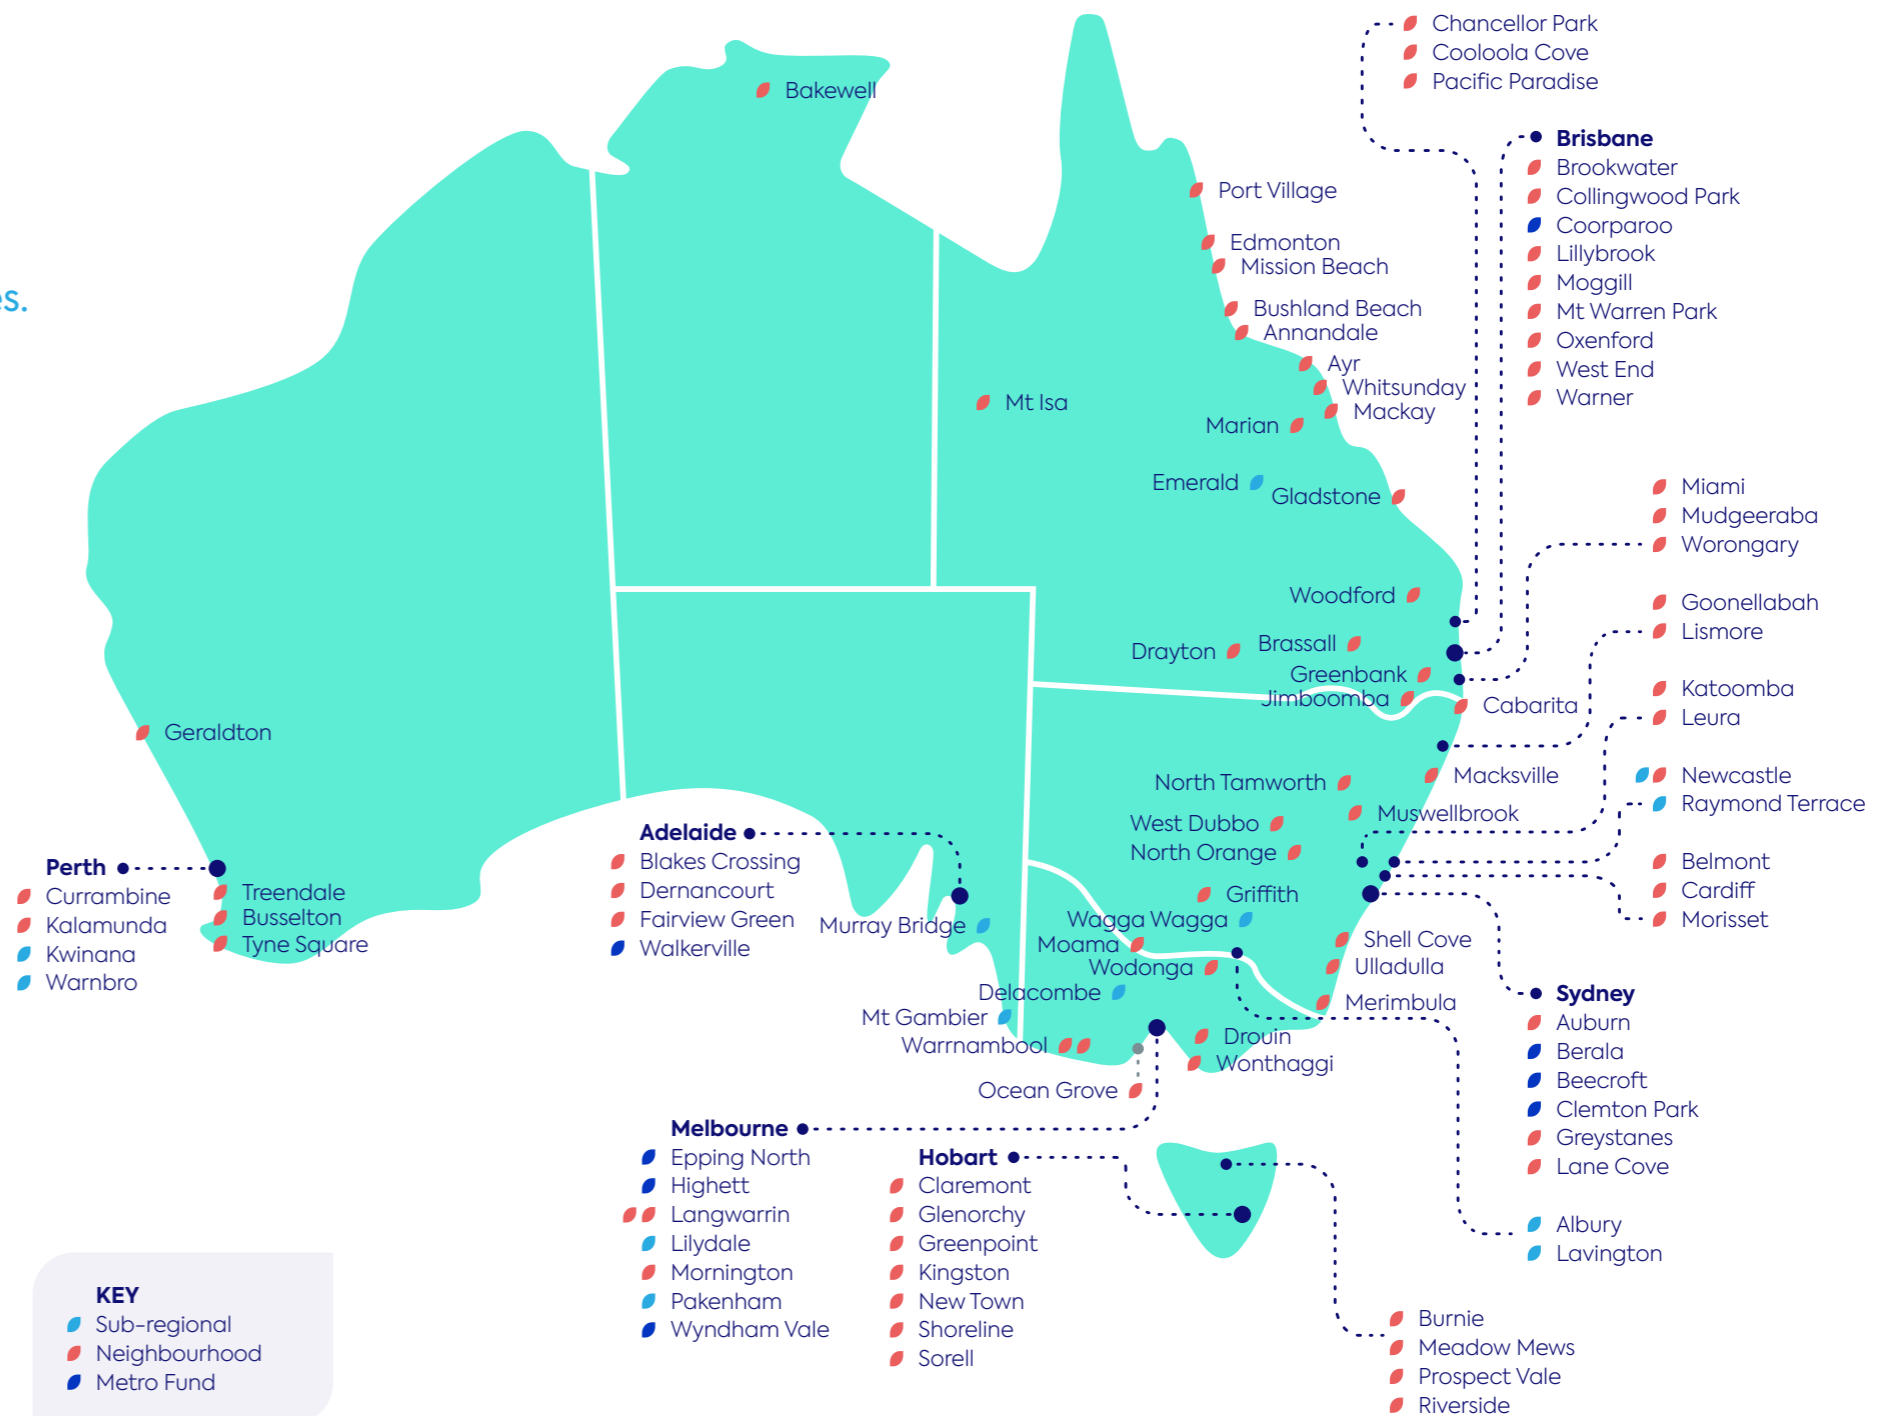 es.
Bakewell
Port Village
Edmonton
Mission Beach
Bushland Beach
Annandale
Ayr
Whitsunday
Mackay
Marian
Mt Isa
Emerald
Gladstone
Woodford
Drayton
Brassall
Greenbank
Jimboomba
Cabarita
Chancellor Park
Cooloola Cove
Pacific Paradise
Brisbane
Brookwater
Collingwood Park
Coorparoo
Lillybrook
Moggill
Mt Warren Park
Oxenford
West End
Warner
Miami
Mudgeeraba
Worongary
Goonellabah
Lismore
Katoomba
Leura
Newcastle
Raymond Terrace
Belmont
Cardiff
Morisset
Macksville
North Tamworth
Muswellbrook
West Dubbo
North Orange
Griffith
Wagga Wagga
Moama
Wodonga
Shell Cove
Ulladulla
Merimbula
Delacombe
Mt Gambier
Warrnambool
Drouin
Wonthaggi
Ocean Grove
Geraldton
Perth
Currambine
Kalamunda
Kwinana
Warnbro
Treendale
Busselton
Tyne Square
Adelaide
Blakes Crossing
Dernancourt
Fairview Green
Walkerville
Murray Bridge
Melbourne
Epping North
Highett
Langwarrin
Lilydale
Mornington
Pakenham
Wyndham Vale
Hobart
Claremont
Glenorchy
Greenpoint
Kingston
New Town
Shoreline
Sorell
Sydney
Auburn
Berala
Beecroft
Clemton Park
Greystanes
Lane Cove
Albury
Lavington
Burnie
Meadow Mews
Prospect Vale
Riverside
KEY
Sub-regional
Neighbourhood
Metro Fund